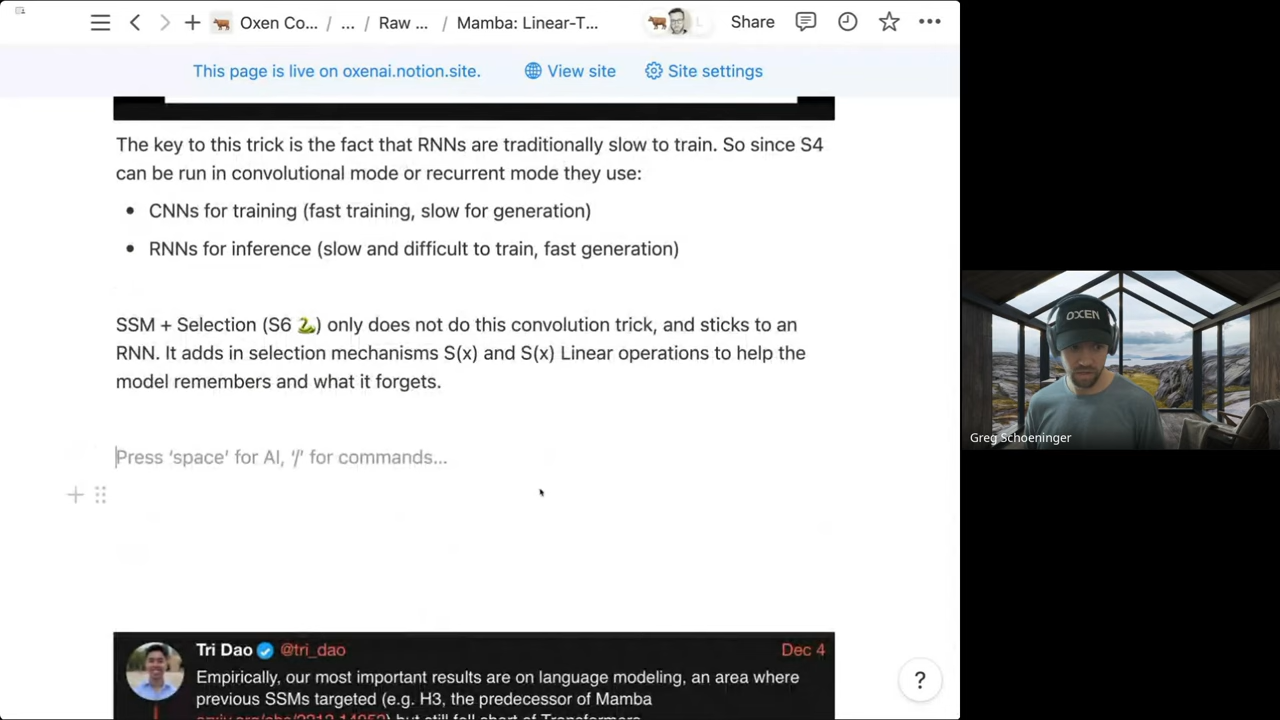 Oxen Co... / ... / Raw ... / Mamba: Linear-T... L Share
This page is live on oxenai.notion.site. View site Site settings
The key to this trick is the fact that RNNs are traditionally slow to train. So since S4
can be run in convolutional mode or recurrent mode they use:
• CNNs for training (fast training, slow for generation)
• RNNs for inference (slow and difficult to train, fast generation)
SSM + Selection (S6 🐍) only does not do this convolution trick, and sticks to an
RNN. It adds in selection mechanisms S(x) and S(x) Linear operations to help the
model remembers and what it forgets.
Press ‘space’ for AI, ‘/’ for commands...
OXEN
Greg Schoeninger
Tri Dao @tri_dao Dec 4
Empirically, our most important results are on language modeling, an area where
previous SSMs targeted (e.g. H3, the predecessor of Mamba
but still fall short of Transformers
?